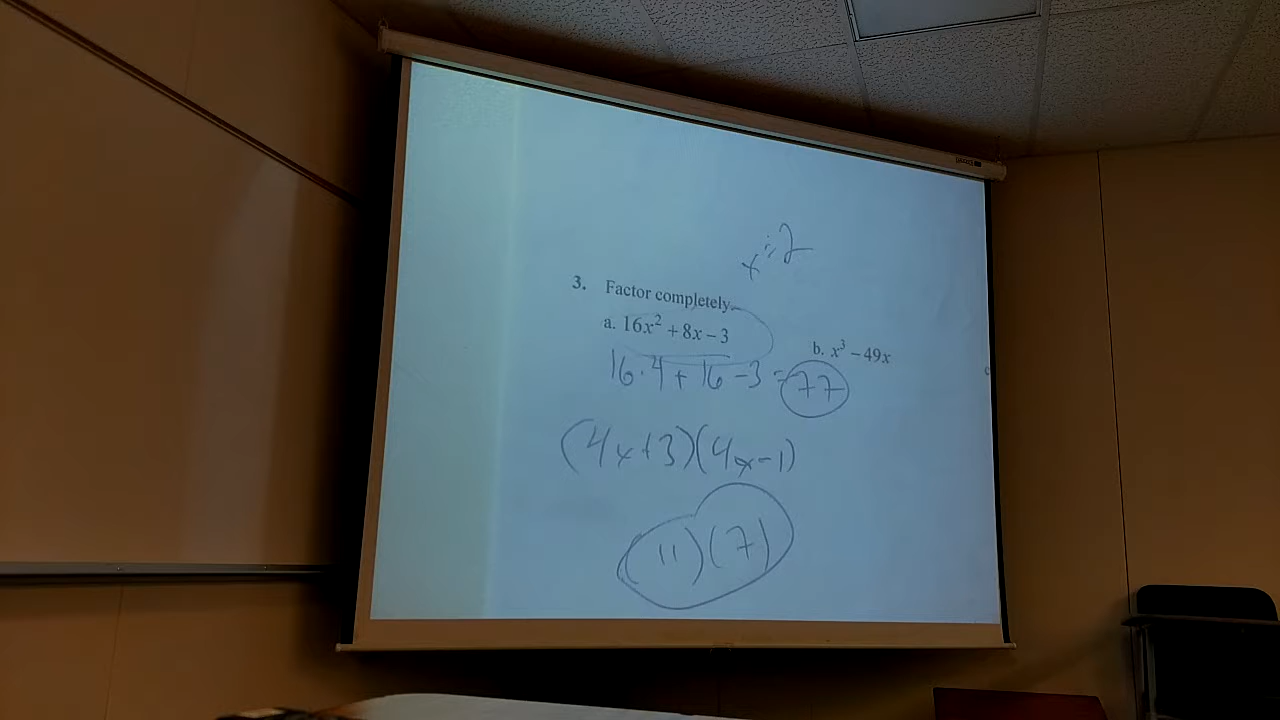 x=2
3. Factor completely.
a. 16x² + 8x – 3
b. x³ – 49x
16·4 + 16 - 3 = 77
(4x+3)(4x-1)
(11)(7)